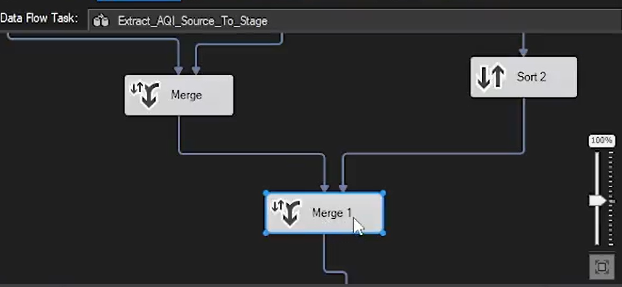 Data Flow Task: Extract_AQI_Source_To_Stage
Merge
Sort 2
100%
Merge 1